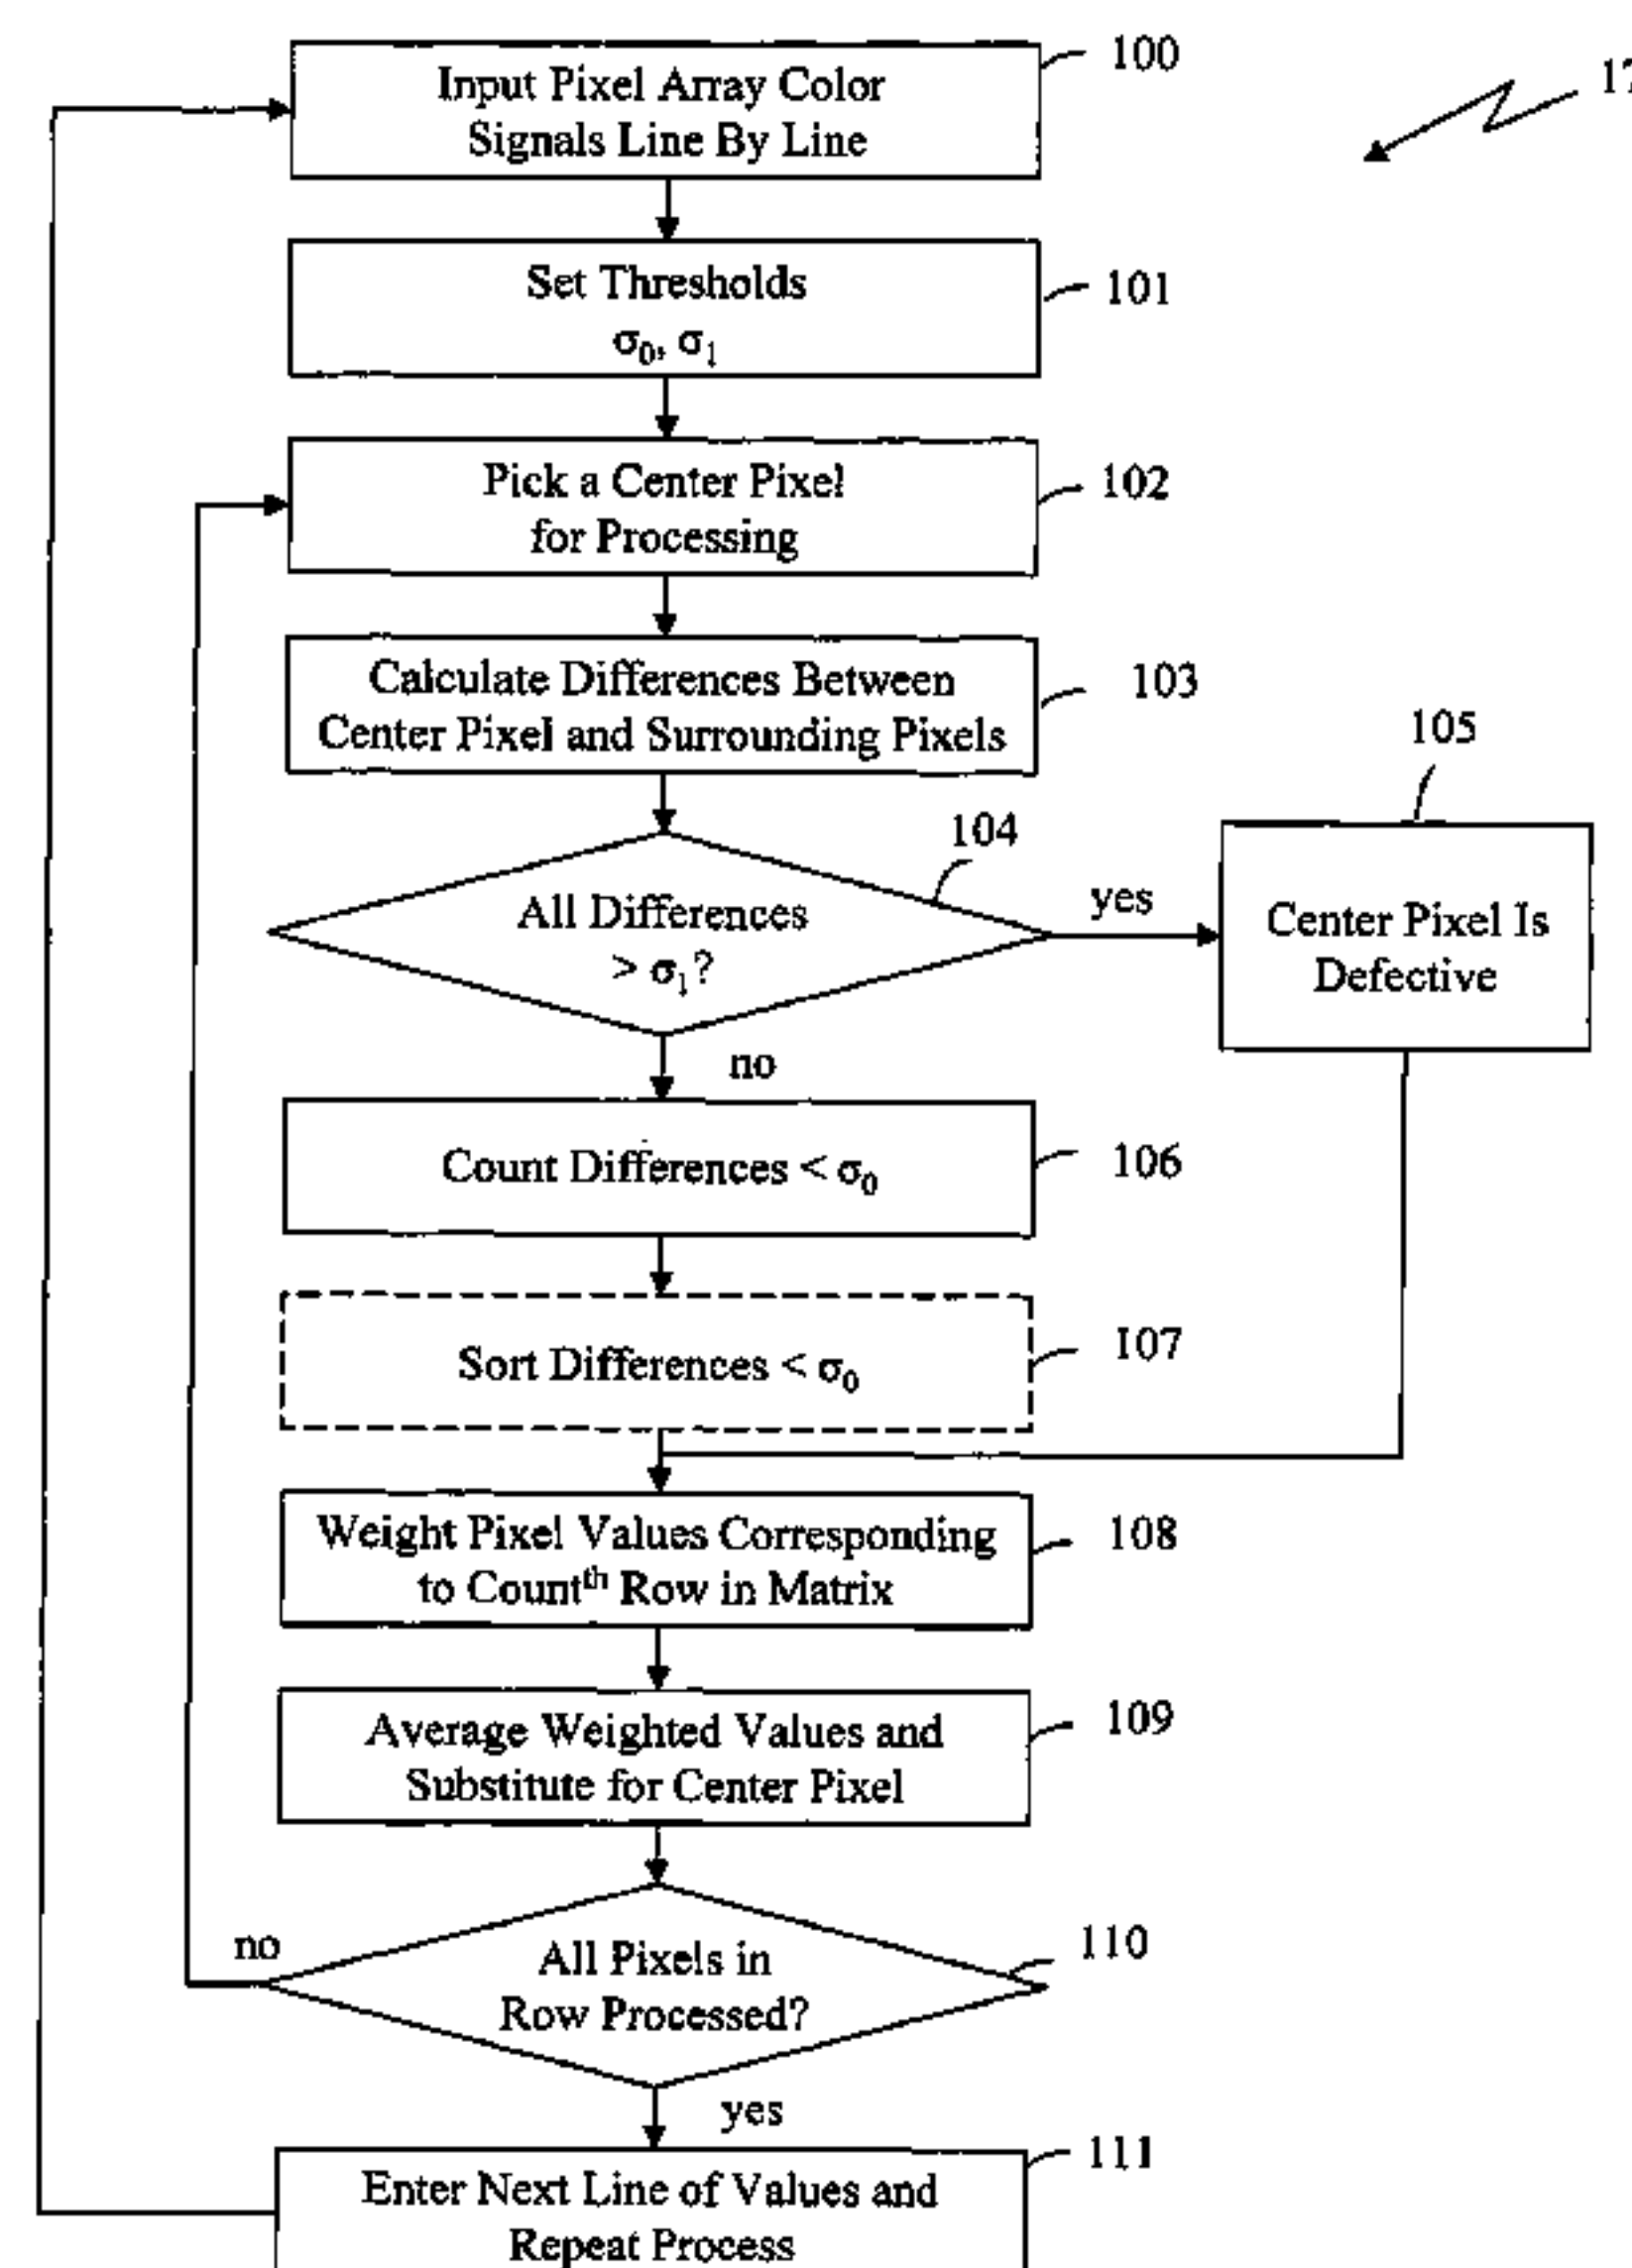 100
Input Pixel Array Color
Signals Line By Line
Set Thresholds
σ₀, σ₁
101
Pick a Center Pixel
for Processing
102
Calculate Differences Between
Center Pixel and Surrounding Pixels
103
104
All Differences
> σ₁?
yes
no
105
Center Pixel Is
Defective
Count Differences < σ₀
106
Sort Differences < σ₀
107
Weight Pixel Values Corresponding
to Countᵗʰ Row in Matrix
108
Average Weighted Values and
Substitute for Center Pixel
109
no
All Pixels in
Row Processed?
110
yes
Enter Next Line of Values and
Repeat Process
111